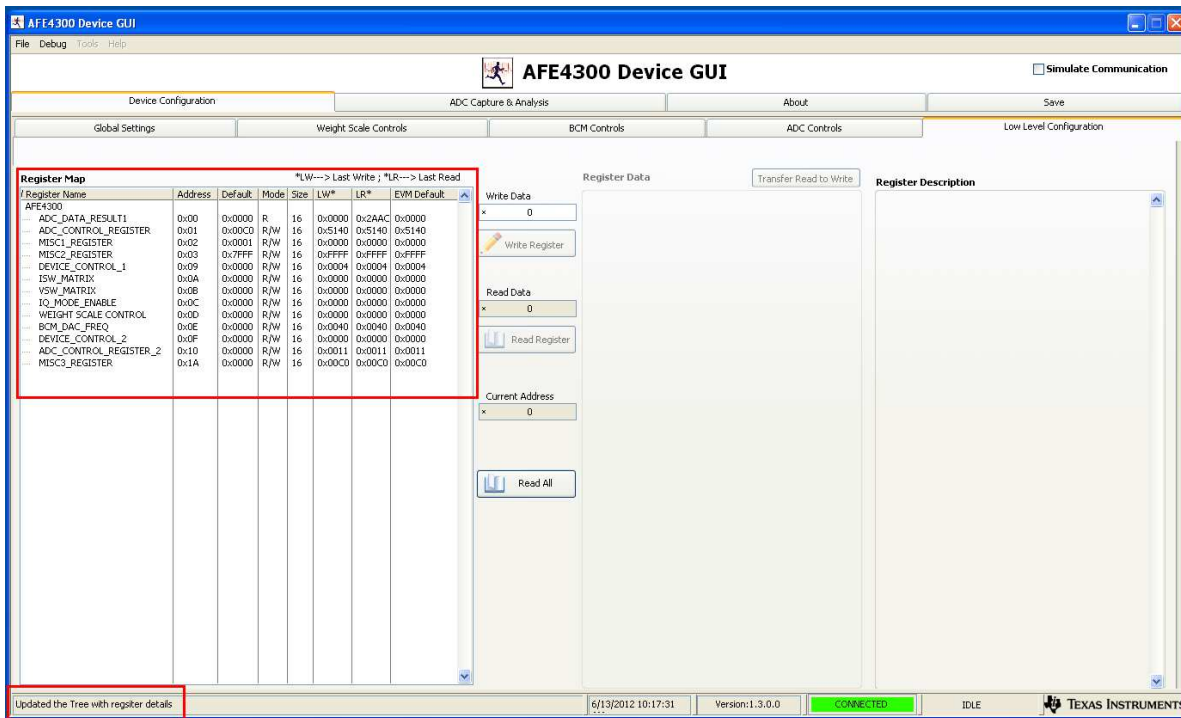 AFE4300 Device GUI
File Debug Tools Help
AFE4300 Device GUI
Simulate Communication
Device Configuration ADC Capture & Analysis About Save
Global Settings Weight Scale Controls BCM Controls ADC Controls Low Level Configuration
Register Map *LW---> Last Write ; *LR---> Last Read
/ Register Name Address Default Mode Size LW* LR* EVM Default
AFE4300
ADC_DATA_RESULT1 0x00 0x0000 R 16 0x0000 0x2AAC 0x0000
ADC_CONTROL_REGISTER 0x01 0x00C0 R/W 16 0x5140 0x5140 0x5140
MISC1_REGISTER 0x02 0x0001 R/W 16 0x0000 0x0000 0x0000
MISC2_REGISTER 0x03 0x7FFF R/W 16 0xFFFF 0xFFFF 0xFFFF
DEVICE_CONTROL_1 0x09 0x0000 R/W 16 0x0004 0x0004 0x0004
ISW_MATRIX 0x0A 0x0000 R/W 16 0x0000 0x0000 0x0000
VSW_MATRIX 0x0B 0x0000 R/W 16 0x0000 0x0000 0x0000
IQ_MODE_ENABLE 0x0C 0x0000 R/W 16 0x0000 0x0000 0x0000
WEIGHT SCALE CONTROL 0x0D 0x0000 R/W 16 0x0000 0x0000 0x0000
BCM_DAC_FREQ 0x0E 0x0000 R/W 16 0x0040 0x0040 0x0040
DEVICE_CONTROL_2 0x0F 0x0000 R/W 16 0x0000 0x0000 0x0000
ADC_CONTROL_REGISTER_2 0x10 0x0000 R/W 16 0x0011 0x0011 0x0011
MISC3_REGISTER 0x1A 0x0000 R/W 16 0x00C0 0x00C0 0x00C0
Write Data
x 0
Write Register
Read Data
x 0
Read Register
Current Address
x 0
Read All
Register Data Transfer Read to Write
Register Description
Updated the Tree with regsiter details 6/13/2012 10:17:31 Version:1.3.0.0 CONNECTED IDLE TEXAS INSTRUMENTS